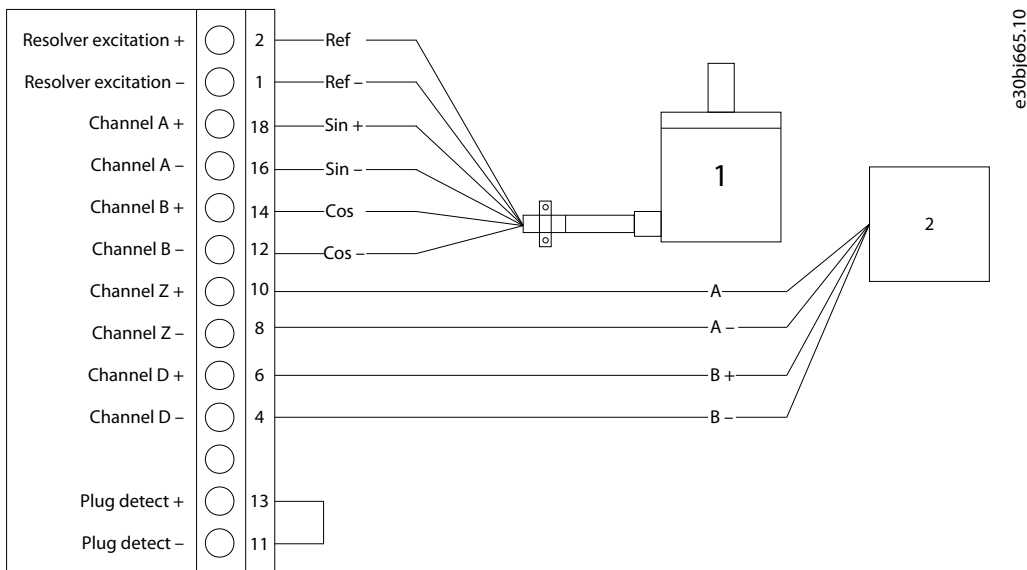 Resolver excitation + 2 Ref
Resolver excitation – 1 Ref –
Channel A + 18 Sin +
Channel A – 16 Sin –
Channel B + 14 Cos
Channel B – 12 Cos –
Channel Z + 10 A
Channel Z – 8 A –
Channel D + 6 B +
Channel D – 4 B –
Plug detect + 13
Plug detect – 11
1
2
e30bj665.10